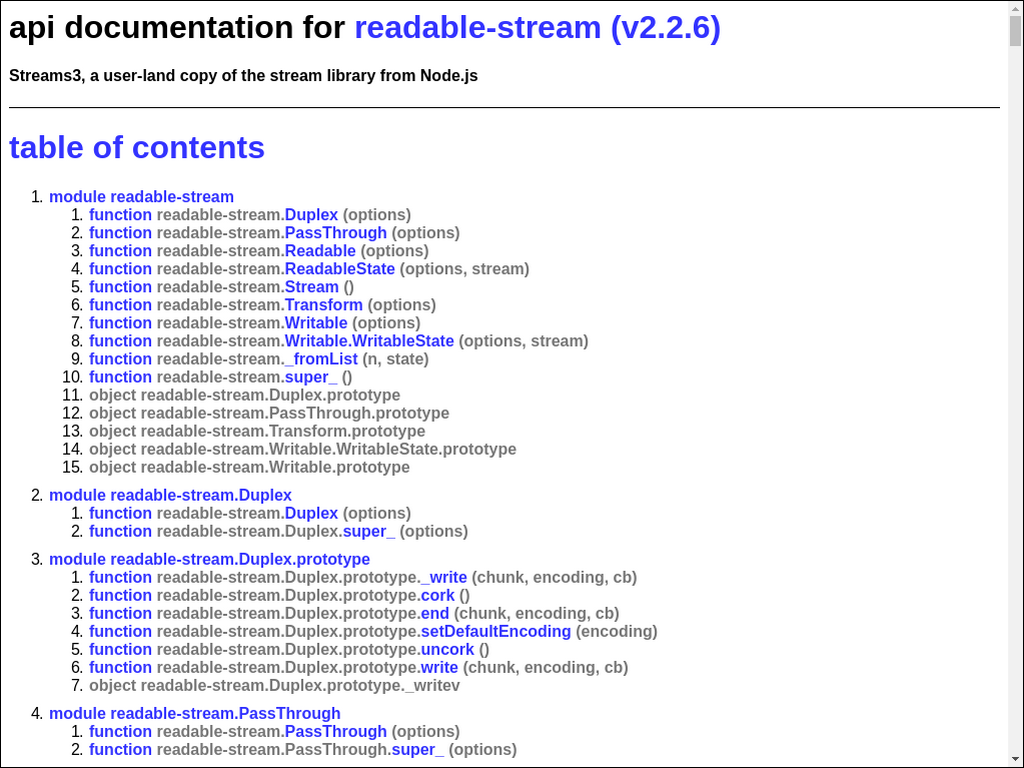 api documentation for readable-stream (v2.2.6)
Streams3, a user-land copy of the stream library from Node.js
table of contents
1. module readable-stream
1. function readable-stream.Duplex (options)
2. function readable-stream.PassThrough (options)
3. function readable-stream.Readable (options)
4. function readable-stream.ReadableState (options, stream)
5. function readable-stream.Stream ()
6. function readable-stream.Transform (options)
7. function readable-stream.Writable (options)
8. function readable-stream.Writable.WritableState (options, stream)
9. function readable-stream._fromList (n, state)
10. function readable-stream.super_ ()
11. object readable-stream.Duplex.prototype
12. object readable-stream.PassThrough.prototype
13. object readable-stream.Transform.prototype
14. object readable-stream.Writable.WritableState.prototype
15. object readable-stream.Writable.prototype
2. module readable-stream.Duplex
1. function readable-stream.Duplex (options)
2. function readable-stream.Duplex.super_ (options)
3. module readable-stream.Duplex.prototype
1. function readable-stream.Duplex.prototype._write (chunk, encoding, cb)
2. function readable-stream.Duplex.prototype.cork ()
3. function readable-stream.Duplex.prototype.end (chunk, encoding, cb)
4. function readable-stream.Duplex.prototype.setDefaultEncoding (encoding)
5. function readable-stream.Duplex.prototype.uncork ()
6. function readable-stream.Duplex.prototype.write (chunk, encoding, cb)
7. object readable-stream.Duplex.prototype._writev
4. module readable-stream.PassThrough
1. function readable-stream.PassThrough (options)
2. function readable-stream.PassThrough.super_ (options)